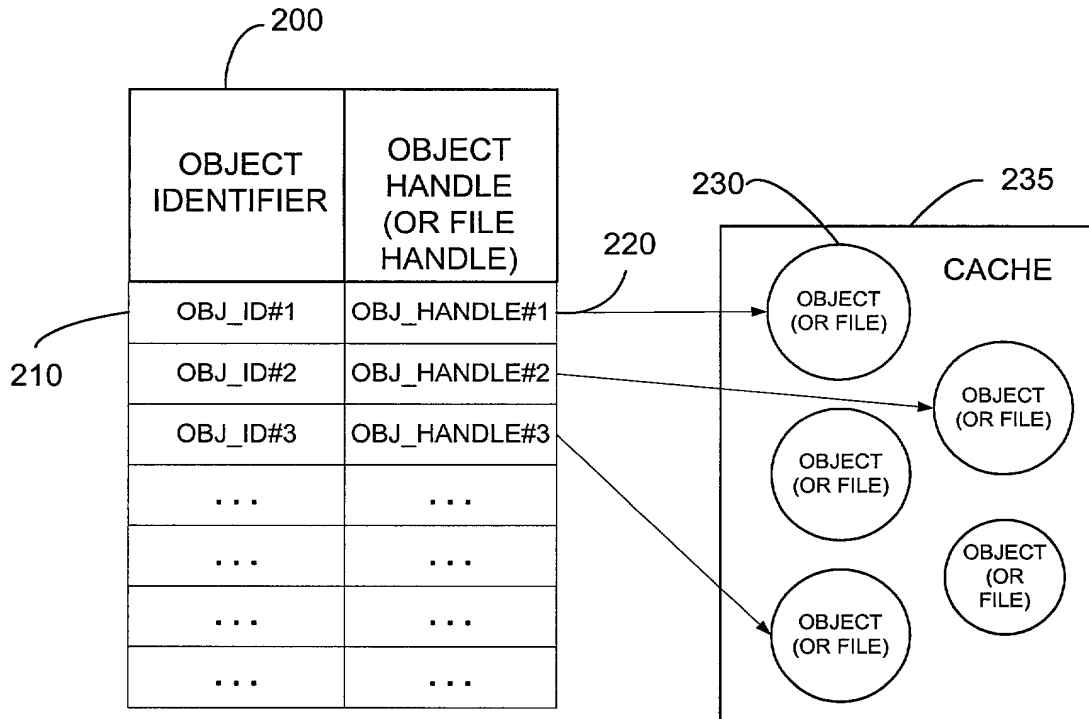 200
OBJECT
IDENTIFIER
OBJECT
HANDLE
(OR FILE
HANDLE)
230
235
220
CACHE
OBJ_ID#1
OBJ_HANDLE#1
OBJECT
(OR FILE)
210
OBJ_ID#2
OBJ_HANDLE#2
OBJECT
(OR FILE)
OBJ_ID#3
OBJ_HANDLE#3
OBJECT
(OR FILE)
... ...
... ...
OBJECT
(OR
FILE)
... ...
OBJECT
(OR FILE)
... ...